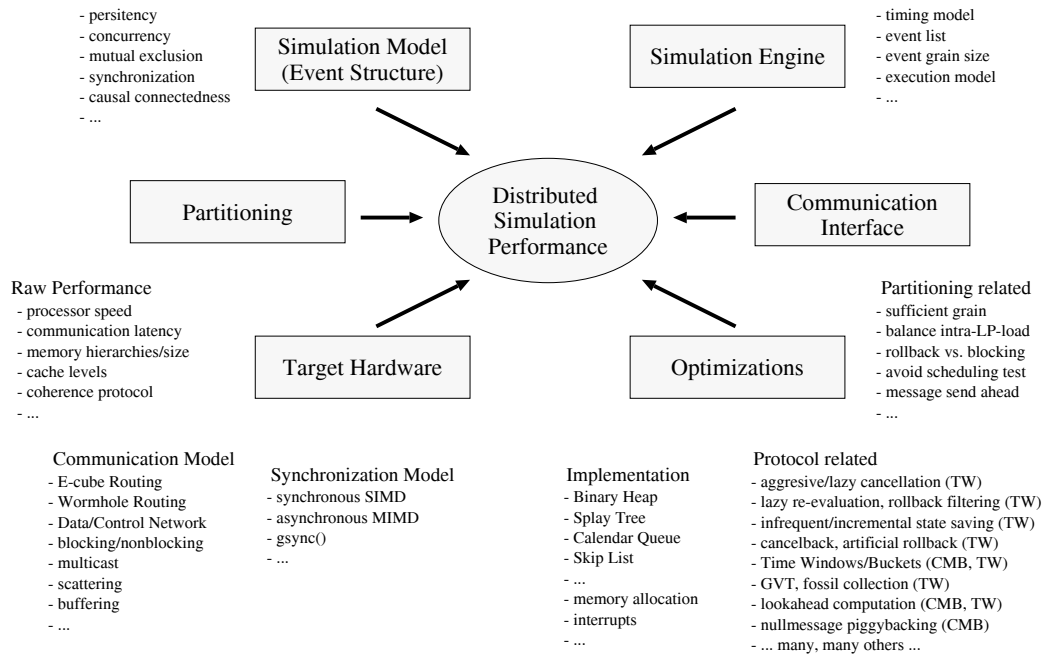 - persitency
- concurrency
- mutual exclusion
- synchronization
- causal connectedness
- ...
Simulation Model
(Event Structure)
Simulation Engine
- timing model
- event list
- event grain size
- execution model
- ...
Partitioning
Distributed
Simulation
Performance
Communication
Interface
Raw Performance
- processor speed
- communication latency
- memory hierarchies/size
- cache levels
- coherence protocol
- ...
Target Hardware
Optimizations
Partitioning related
- sufficient grain
- balance intra-LP-load
- rollback vs. blocking
- avoid scheduling test
- message send ahead
- ...
Communication Model
- E-cube Routing
- Wormhole Routing
- Data/Control Network
- blocking/nonblocking
- multicast
- scattering
- buffering
- ...
Synchronization Model
- synchronous SIMD
- asynchronous MIMD
- gsync()
- ...
Implementation
- Binary Heap
- Splay Tree
- Calendar Queue
- Skip List
- ...
- memory allocation
- interrupts
- ...
Protocol related
- aggresive/lazy cancellation (TW)
- lazy re-evaluation, rollback filtering (TW)
- infrequent/incremental state saving (TW)
- cancelback, artificial rollback (TW)
- Time Windows/Buckets (CMB, TW)
- GVT, fossil collection (TW)
- lookahead computation (CMB, TW)
- nullmessage piggybacking (CMB)
- ... many, many others ...